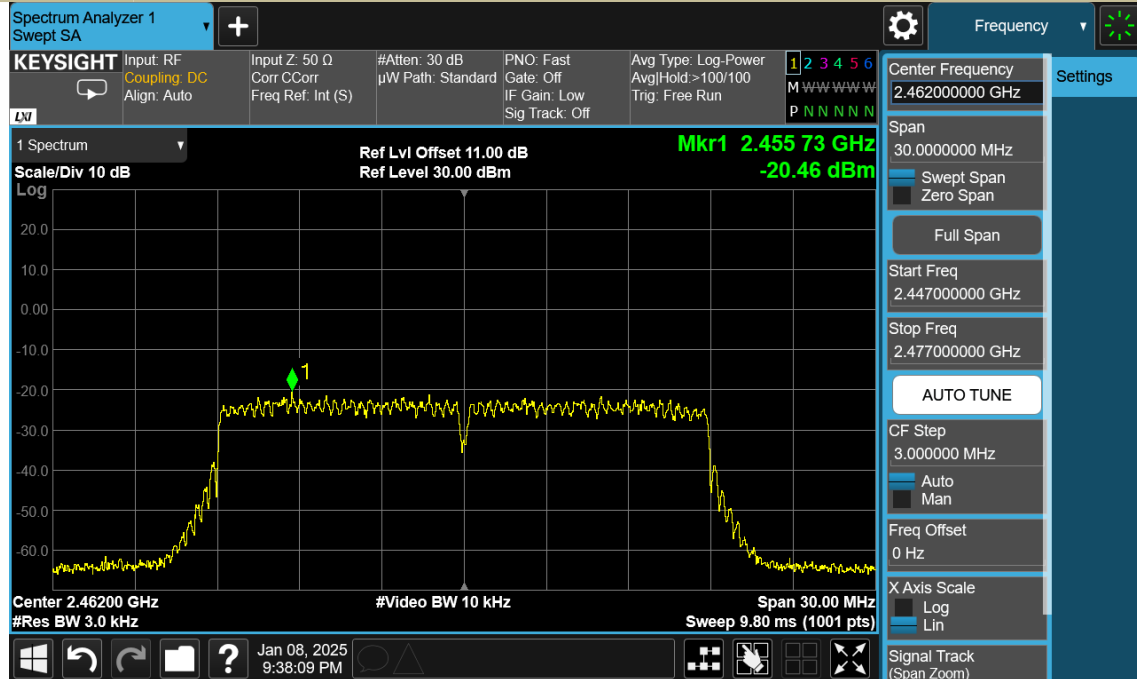 Spectrum Analyzer 1
Swept SA
Frequency
KEYSIGHT
LXI
Input: RF
Coupling: DC
Align: Auto
Input Z: 50 Ω
Corr CCorr
Freq Ref: Int (S)
#Atten: 30 dB
µW Path: Standard
PNO: Fast
Gate: Off
IF Gain: Low
Sig Track: Off
Avg Type: Log-Power
Avg|Hold:>100/100
Trig: Free Run
1 2 3 4 5 6
M W W W W W
P N N N N N
1 Spectrum
Scale/Div 10 dB
Ref Lvl Offset 11.00 dB
Ref Level 30.00 dBm
Mkr1 2.455 73 GHz
-20.46 dBm
Log
20.0
10.0
0.00
-10.0
-20.0
-30.0
-40.0
-50.0
-60.0
1
Center 2.46200 GHz
#Res BW 3.0 kHz
#Video BW 10 kHz
Span 30.00 MHz
Sweep 9.80 ms (1001 pts)
?
Jan 08, 2025
9:38:09 PM
Center Frequency
2.462000000 GHz
Span
30.0000000 MHz
Swept Span
Zero Span
Full Span
Start Freq
2.447000000 GHz
Stop Freq
2.477000000 GHz
AUTO TUNE
CF Step
3.000000 MHz
Auto
Man
Freq Offset
0 Hz
X Axis Scale
Log
Lin
Signal Track
(Span Zoom)
Settings